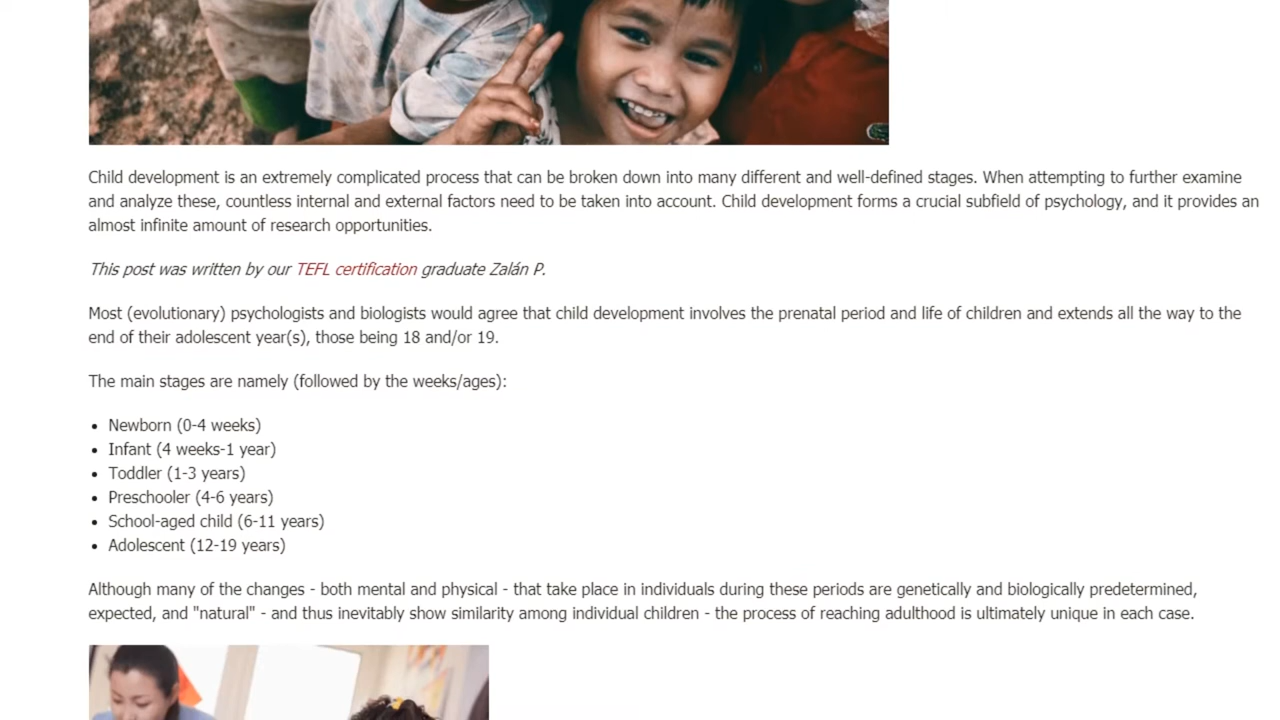 Child development is an extremely complicated process that can be broken down into many different and well-defined stages. When attempting to further examine
and analyze these, countless internal and external factors need to be taken into account. Child development forms a crucial subfield of psychology, and it provides an
almost infinite amount of research opportunities.
This post was written by our TEFL certification graduate Zalán P.
Most (evolutionary) psychologists and biologists would agree that child development involves the prenatal period and life of children and extends all the way to the
end of their adolescent year(s), those being 18 and/or 19.
The main stages are namely (followed by the weeks/ages):
• Newborn (0-4 weeks)
• Infant (4 weeks-1 year)
• Toddler (1-3 years)
• Preschooler (4-6 years)
• School-aged child (6-11 years)
• Adolescent (12-19 years)
Although many of the changes - both mental and physical - that take place in individuals during these periods are genetically and biologically predetermined,
expected, and "natural" - and thus inevitably show similarity among individual children - the process of reaching adulthood is ultimately unique in each case.